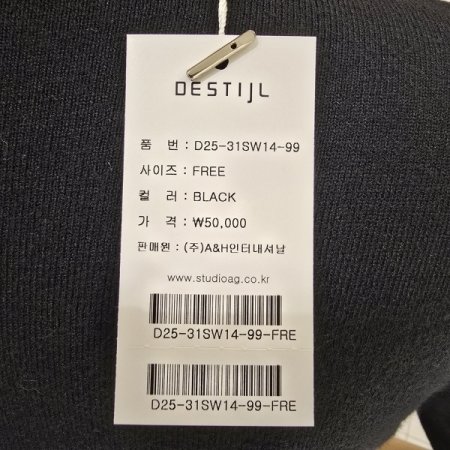 DESTIJL
품 번 : D25-31SW14-99
사이즈 : FREE
컬 러 : BLACK
가 격 : ₩50,000
판매원 : (주)A&H인터내셔날
www.studioag.co.kr
D25-31SW14-99-FRE
D25-31SW14-99-FRE